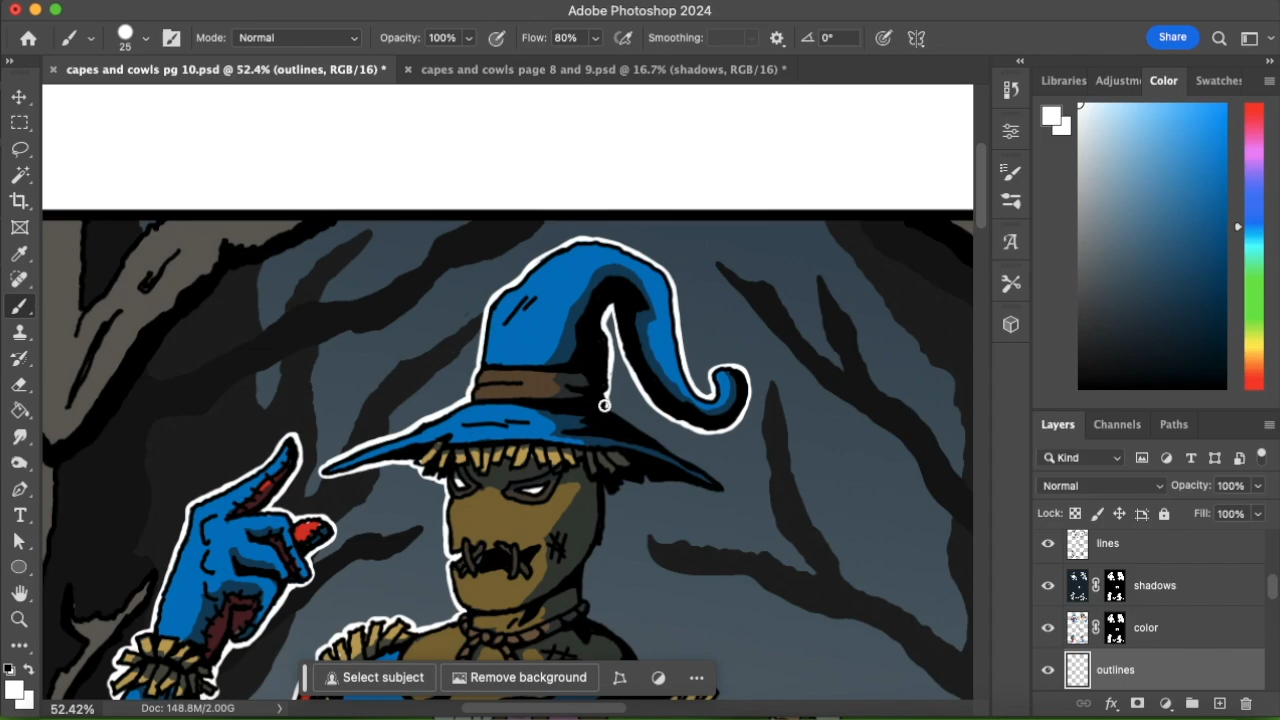 Adobe Photoshop 2024
25
Mode: Normal
Opacity: 100%
Flow: 80%
Smoothing:
0°
Share
capes and cowls pg 10.psd @ 52.4% (outlines, RGB/16) *
capes and cowls page 8 and 9.psd @ 16.7% (shadows, RGB/16) *
Libraries
Adjustm
Color
Swatches
Layers
Channels
Paths
Kind
Normal
Opacity: 100%
Lock:
Fill: 100%
lines
shadows
color
outlines
Select subject
Remove background
52.42%
Doc: 148.8M/2.00G